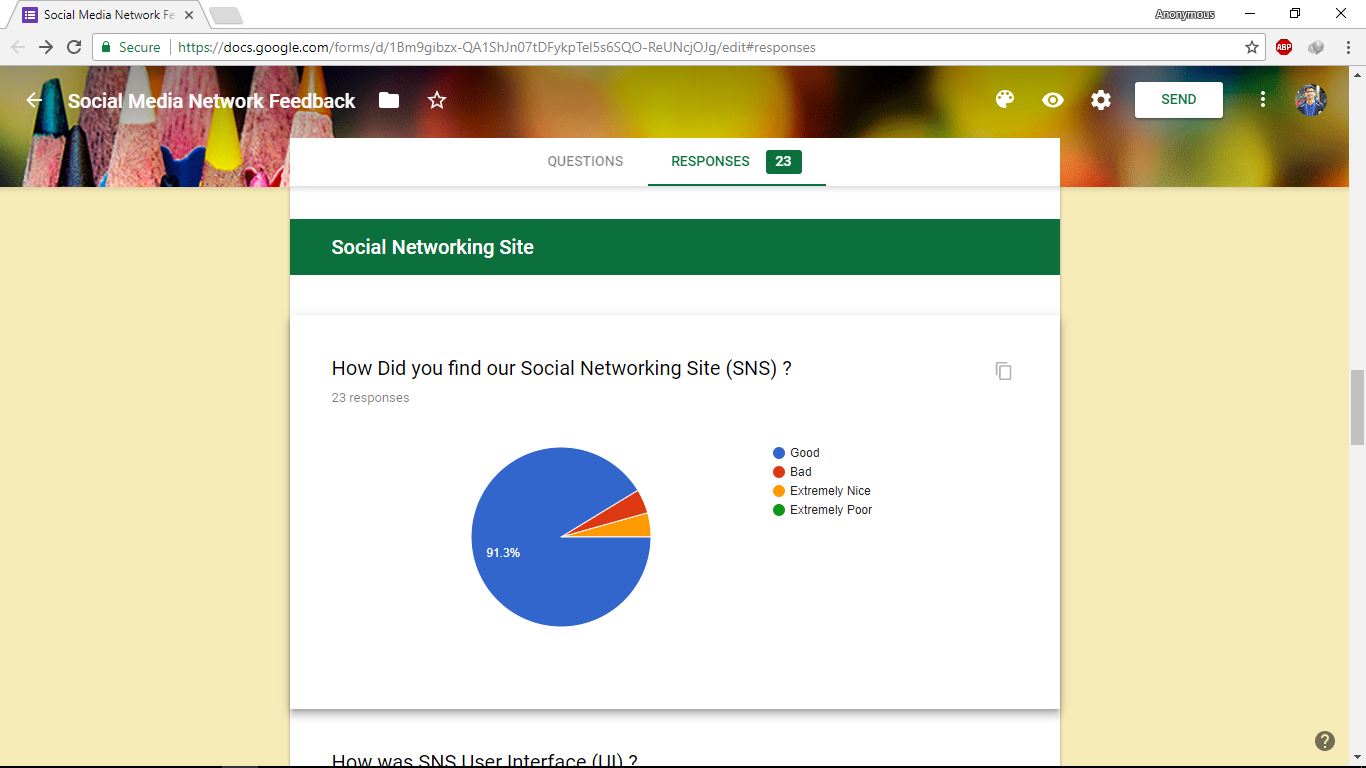 Social Media Network Fe
Anonymous
Secure
https://docs.google.com/forms/d/1Bm9gibzx-QA1ShJn07tDFykpTeI5s6SQO-ReUNcjOJg/edit#responses
ABP
Social Media Network Feedback
SEND
QUESTIONS
RESPONSES 23
Social Networking Site
How Did you find our Social Networking Site (SNS) ?
23 responses
Good
Bad
Extremely Nice
Extremely Poor
91.3%
How was SNS User Interface (UI) ?